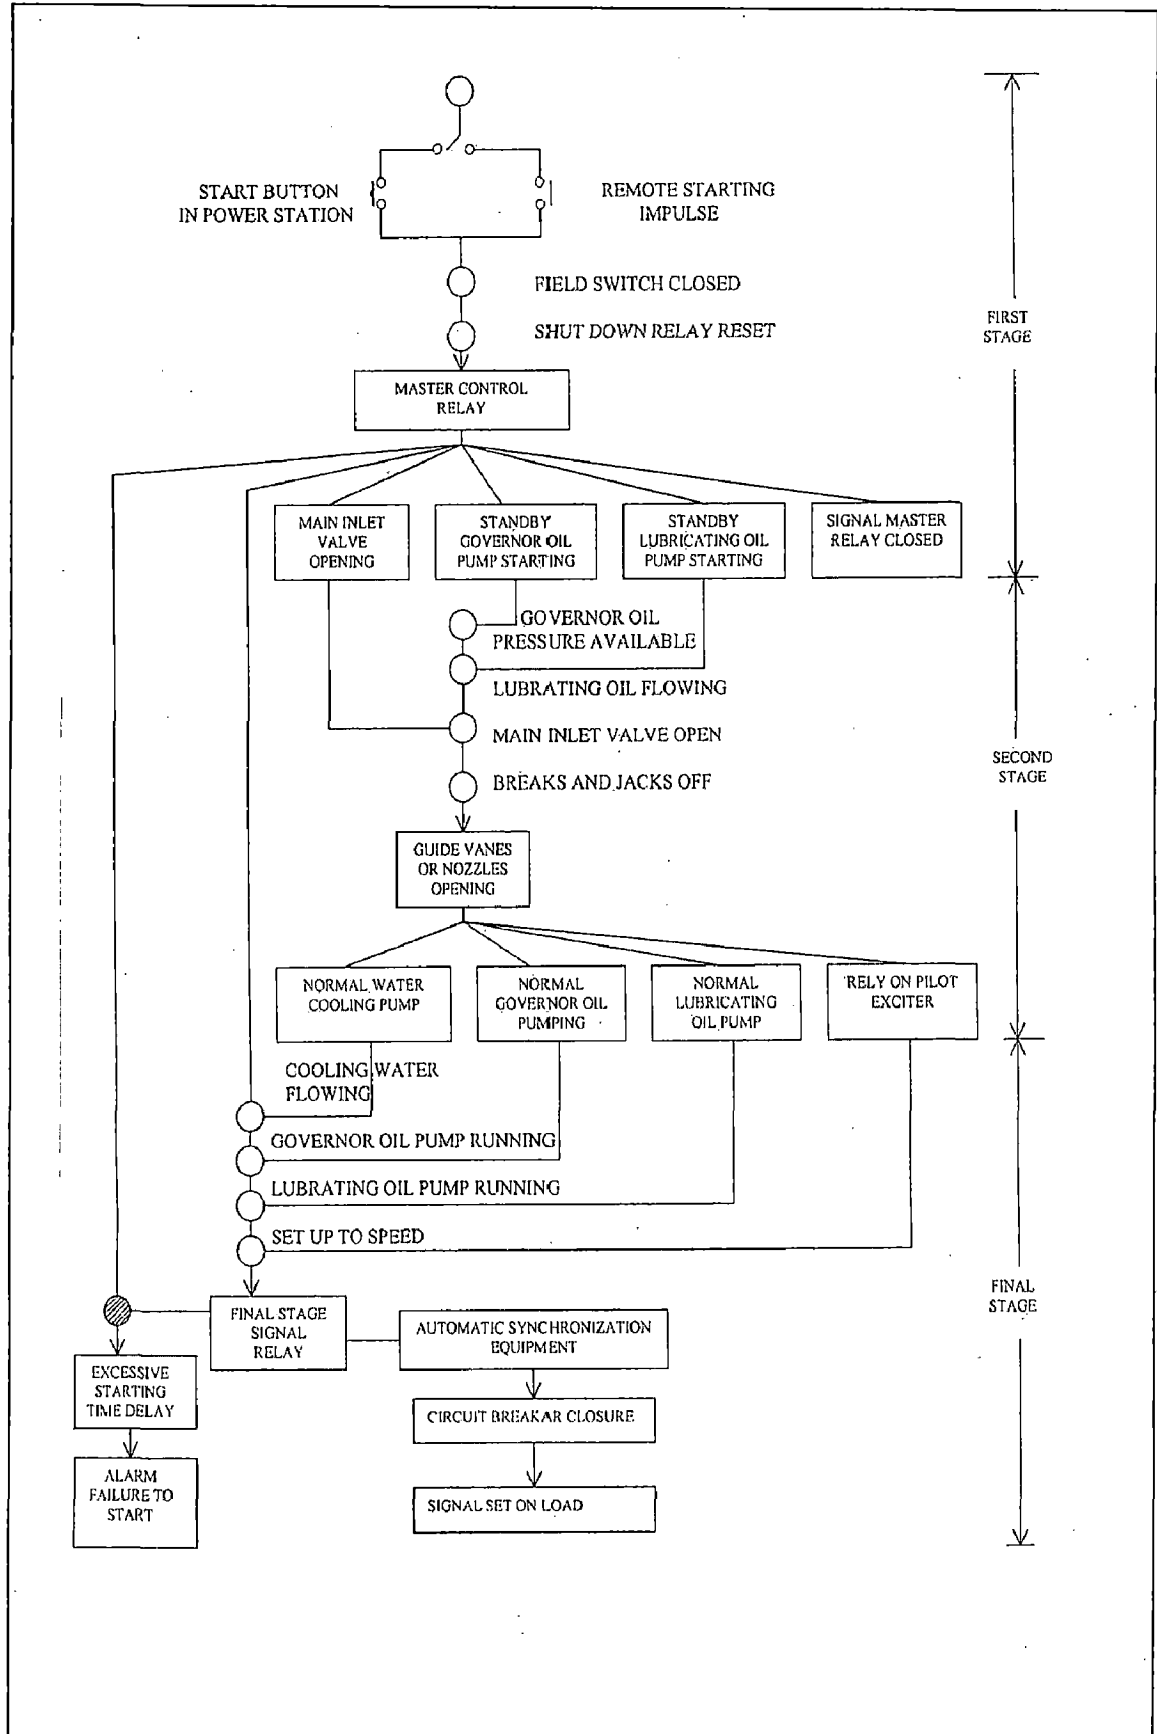 START BUTTON
IN POWER STATION
REMOTE STARTING
IMPULSE
FIELD SWITCH CLOSED
SHUT DOWN RELAY RESET
FIRST
STAGE
MASTER CONTROL
RELAY
MAIN INLET
VALVE
OPENING
STANDBY
GOVERNOR OIL
PUMP STARTING
STANDBY
LUBRICATING OIL
PUMP STARTING
SIGNAL MASTER
RELAY CLOSED
GOVERNOR OIL
PRESSURE AVAILABLE
LUBRATING OIL FLOWING
MAIN INLET VALVE OPEN
BREAKS AND JACKS OFF
SECOND
STAGE
GUIDE VANES
OR NOZZLES
OPENING
NORMAL WATER
COOLING PUMP
NORMAL
GOVERNOR OIL
PUMPING
NORMAL
LUBRICATING
OIL PUMP
RELY ON PILOT
EXCITER
COOLING WATER
FLOWING
GOVERNOR OIL PUMP RUNNING
LUBRATING OIL PUMP RUNNING
SET UP TO SPEED
FINAL
STAGE
FINAL STAGE
SIGNAL
RELAY
AUTOMATIC SYNCHRONIZATION
EQUIPMENT
EXCESSIVE
STARTING
TIME DELAY
CIRCUIT BREAKAR CLOSURE
ALARM
FAILURE TO
START
SIGNAL SET ON LOAD